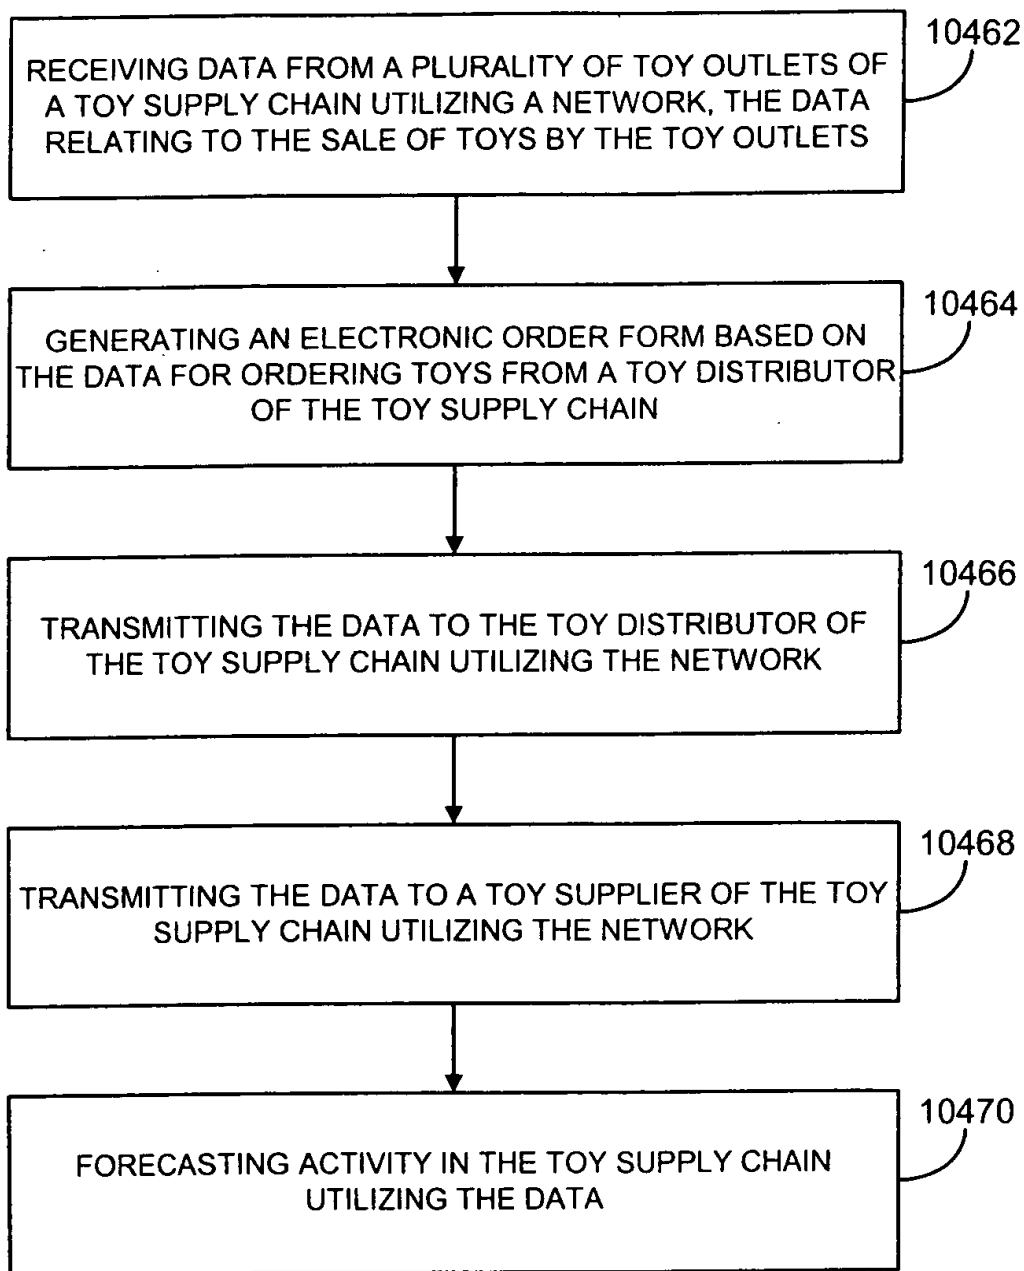 10462
RECEIVING DATA FROM A PLURALITY OF TOY OUTLETS OF
A TOY SUPPLY CHAIN UTILIZING A NETWORK, THE DATA
RELATING TO THE SALE OF TOYS BY THE TOY OUTLETS
10464
GENERATING AN ELECTRONIC ORDER FORM BASED ON
THE DATA FOR ORDERING TOYS FROM A TOY DISTRIBUTOR
OF THE TOY SUPPLY CHAIN
10466
TRANSMITTING THE DATA TO THE TOY DISTRIBUTOR OF
THE TOY SUPPLY CHAIN UTILIZING THE NETWORK
10468
TRANSMITTING THE DATA TO A TOY SUPPLIER OF THE TOY
SUPPLY CHAIN UTILIZING THE NETWORK
10470
FORECASTING ACTIVITY IN THE TOY SUPPLY CHAIN
UTILIZING THE DATA